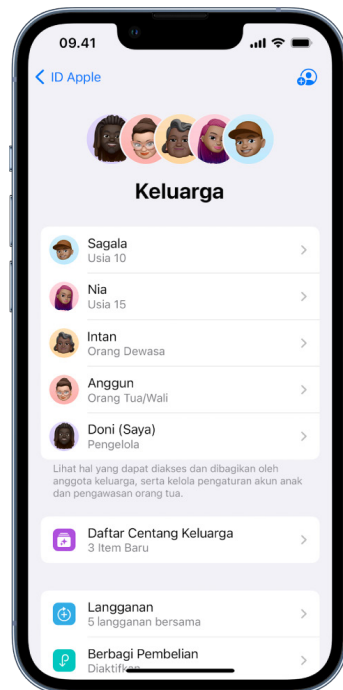 09.41
ID Apple
Keluarga
Sagala
Usia 10
Nia
Usia 15
Intan
Orang Dewasa
Anggun
Orang Tua/Wali
Doni (Saya)
Pengelola
Lihat hal yang dapat diakses dan dibagikan oleh
anggota keluarga, serta kelola pengaturan akun anak
dan pengawasan orang tua.
Daftar Centang Keluarga
3 Item Baru
Langganan
5 langganan bersama
Berbagi Pembelian
Diaktifkan